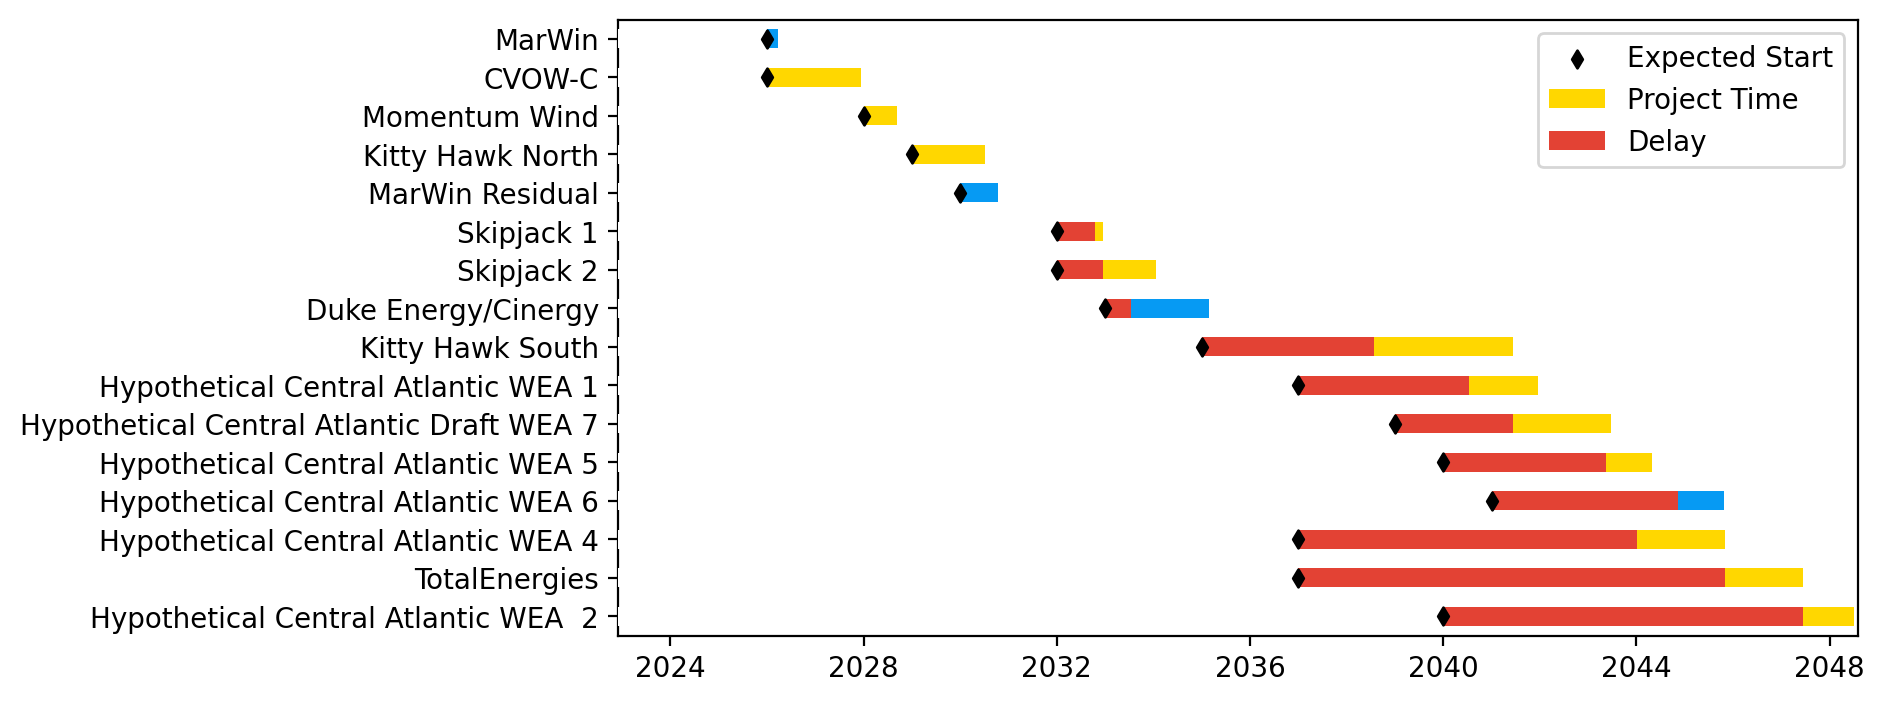 MarWin
CVOW-C
Momentum Wind
Kitty Hawk North
MarWin Residual
Skipjack 1
Skipjack 2
Duke Energy/Cinergy
Kitty Hawk South
Hypothetical Central Atlantic WEA 1
Hypothetical Central Atlantic Draft WEA 7
Hypothetical Central Atlantic WEA 5
Hypothetical Central Atlantic WEA 6
Hypothetical Central Atlantic WEA 4
TotalEnergies
Hypothetical Central Atlantic WEA  2
Expected Start
Project Time
Delay
2024 2028 2032 2036 2040 2044 2048